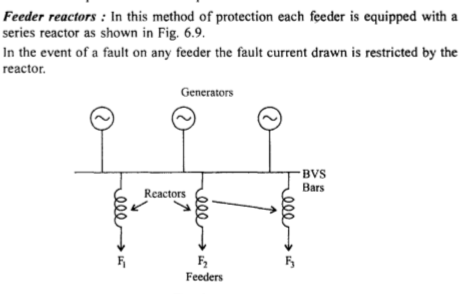 Feeder reactors : In this method of protection each feeder is equipped with a
series reactor as shown in Fig. 6.9.
In the event of a fault on any feeder the fault current drawn is restricted by the
reactor.
Generators
BVS
Bars
Reactors
F₁
F₂
F₃
Feeders